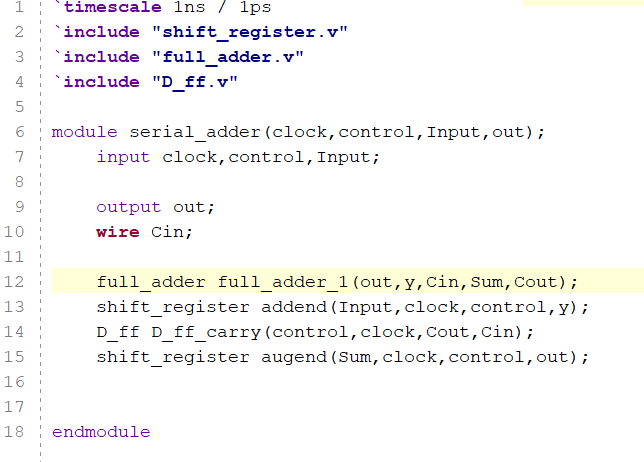 1 `timescale 1ns / 1ps
2 `include "shift_register.v"
3 `include "full_adder.v"
4 `include "D_ff.v"
5
6 module serial_adder(clock,control,Input,out);
7 input clock,control,Input;
8
9 output out;
10 wire Cin;
11
12 full_adder full_adder_1(out,y,Cin,Sum,Cout);
13 shift_register addend(Input,clock,control,y);
14 D_ff D_ff_carry(control,clock,Cout,Cin);
15 shift_register augend(Sum,clock,control,out);
16
17
18 endmodule